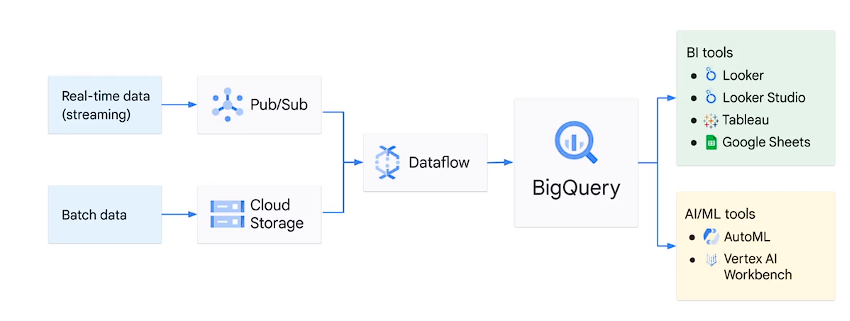 Real-time data
(streaming)
Pub/Sub
Batch data
Cloud
Storage
Dataflow
BigQuery
BI tools
Looker
Looker Studio
Tableau
Google Sheets
AI/ML tools
AutoML
Vertex AI
Workbench